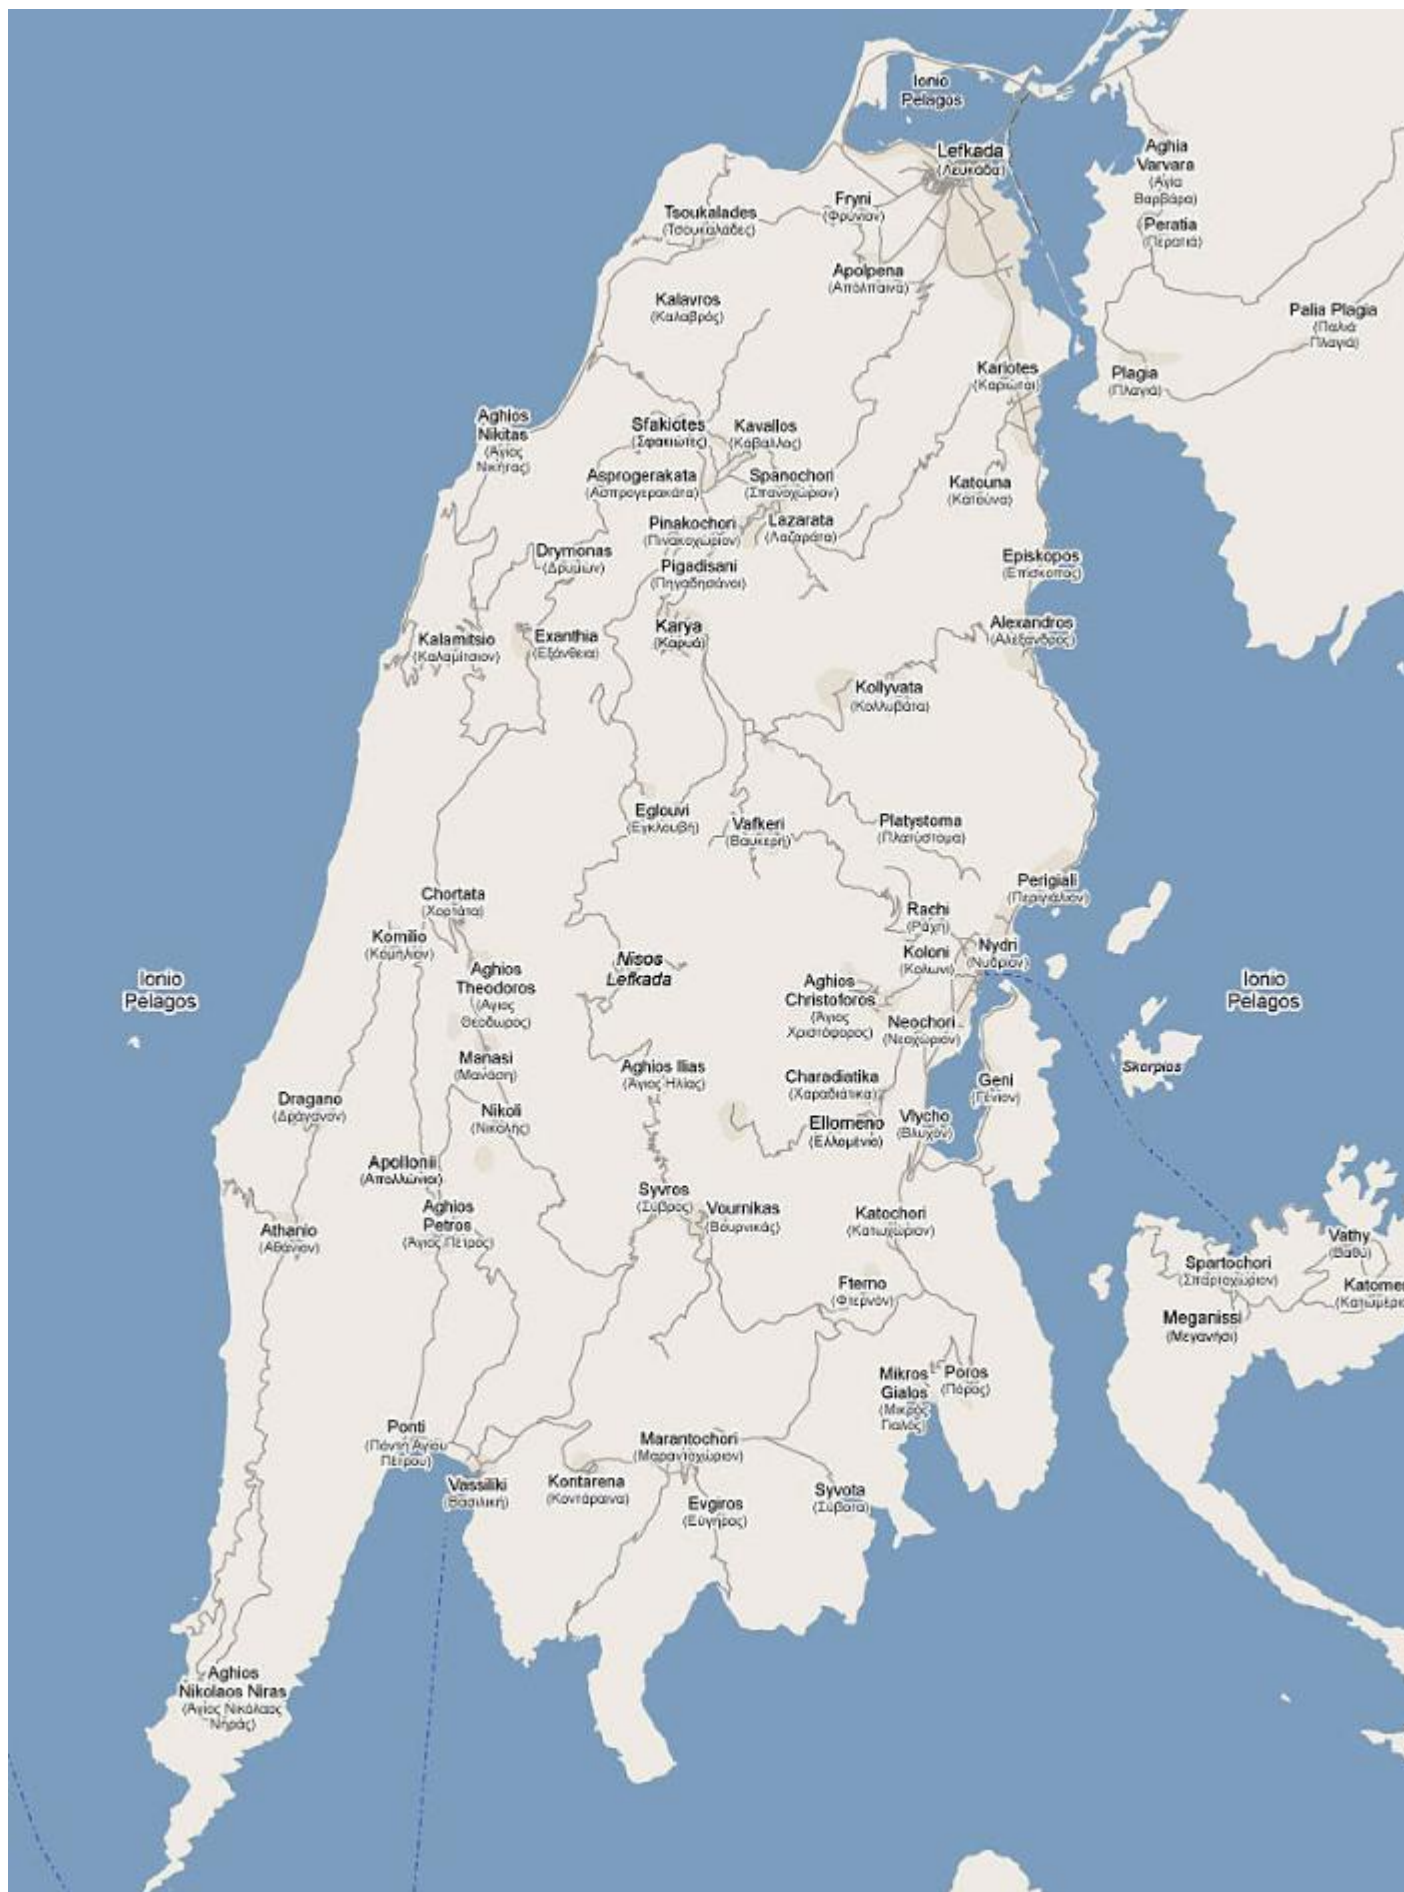 Ionio
Pelagos
Lefkada
(Λευκάδα)
Aghia
Varvara
(Αγία
Βαρβάρα)
Fryni
(Φρύνιον)
Tsoukalades
(Τσουκαλάδες)
Peratia
(Περατιά)
Apolpena
(Απόλπαινα)
Kalavros
(Καλαβρός)
Palia Plagia
(Παλιά
Πλαγιά)
Kariotes
(Καριώται)
Plagia
(Πλαγιά)
Aghios
Nikitas
(Άγιος
Νικήτας)
Sfakiotes
(Σφακιώτες)
Kavallos
(Κάβαλλος)
Asprogerakata
(Ασπρογερακάτα)
Spanochori
(Σπανοχώριον)
Katouna
(Κατούνα)
Pinakochori
(Πινακοχώριον)
Lazarata
(Λαζαράτα)
Drymonas
(Δρυμών)
Pigadisani
(Πηγαδησιάνοι)
Episkopos
(Επίσκοπος)
Kalamitsio
(Καλαμίτσιον)
Exanthia
(Εξάνθεια)
Karya
(Καρυά)
Alexandros
(Αλέξανδρος)
Kollyvata
(Κολλυβάτα)
Eglouvi
(Εγκλουβή)
Vafkeri
(Βαυκερή)
Platystoma
(Πλατύστομα)
Perigiali
(Περιγιάλιον)
Chortata
(Χορτάτα)
Rachi
(Ράχη)
Komilio
(Κομήλιον)
Nydri
(Νυδρίον)
Koloni
(Κολωνί)
Nisos
Lefkada
Aghios
Theodoros
(Άγιος
Θεόδωρος)
Aghios
Christoforos
(Άγιος
Χριστόφορος)
Ionio
Pelagos
Ionio
Pelagos
Neochori
(Νεοχώριον)
Manasi
(Μανάση)
Aghios Ilias
(Άγιος Ηλίας)
Charadiatika
(Χαραδιάτικα)
Geni
(Γένιον)
Skorpios
Dragano
(Δράγανον)
Nikoli
(Νικολής)
Ellomeno
(Ελλομένιο)
Vlycho
(Βλυχόν)
Apollonii
(Απολλώνιοι)
Syvros
(Σύβρος)
Aghios
Petros
(Άγιος Πέτρος)
Vournikas
(Βουρνικάς)
Katochori
(Κατωχώριον)
Athanio
(Αθάνιον)
Vathy
(Βαθύ)
Spartochori
(Σπαρτοχώριον)
Fterno
(Φτερνόν)
Katomer
(Κατωμέρι
Meganissi
(Μεγανήσι)
Mikros
Gialos
(Μικρός
Γιαλός)
Poros
(Πόρος)
Ponti
(Πόντη Αγίου
Πέτρου)
Marantochori
(Μαραντοχώριον)
Vassiliki
(Βασιλική)
Kontarena
(Κοντάραινα)
Syvota
(Σύβοτα)
Evgiros
(Εύγηρος)
Aghios
Nikolaos Niras
(Άγιος Νικόλαος
Νηράς)